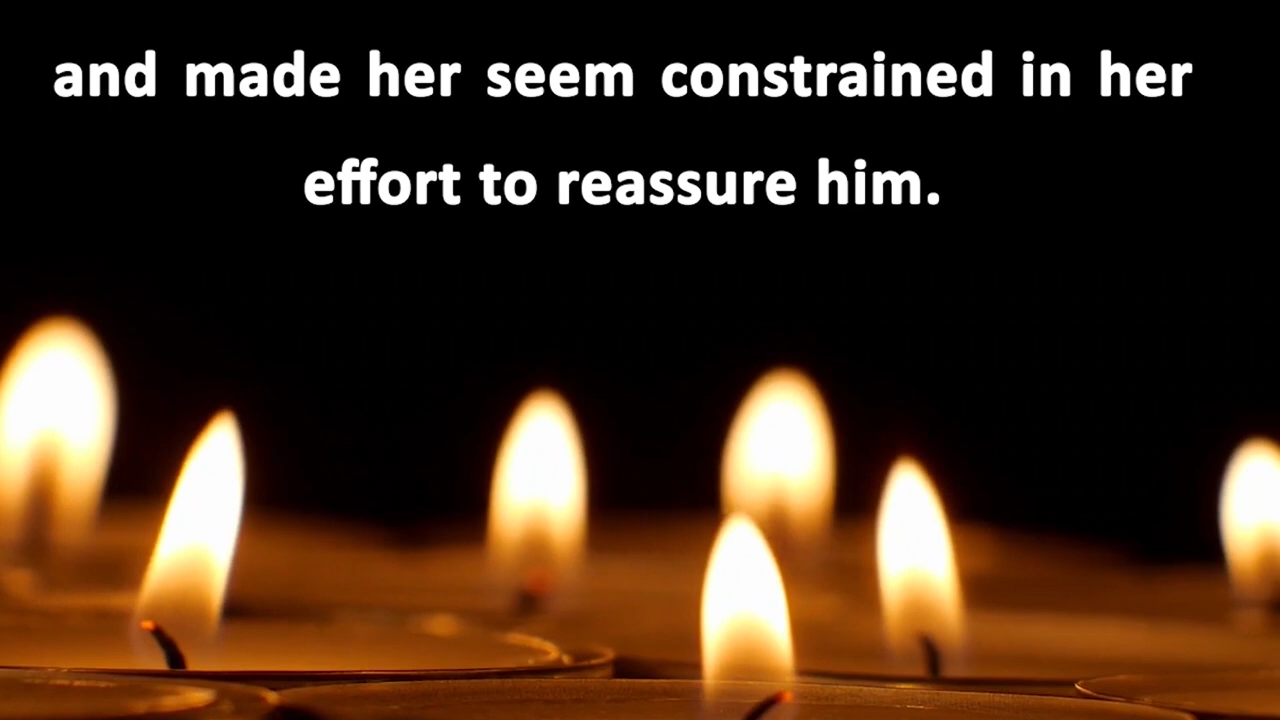 and made her seem constrained in her
effort to reassure him.